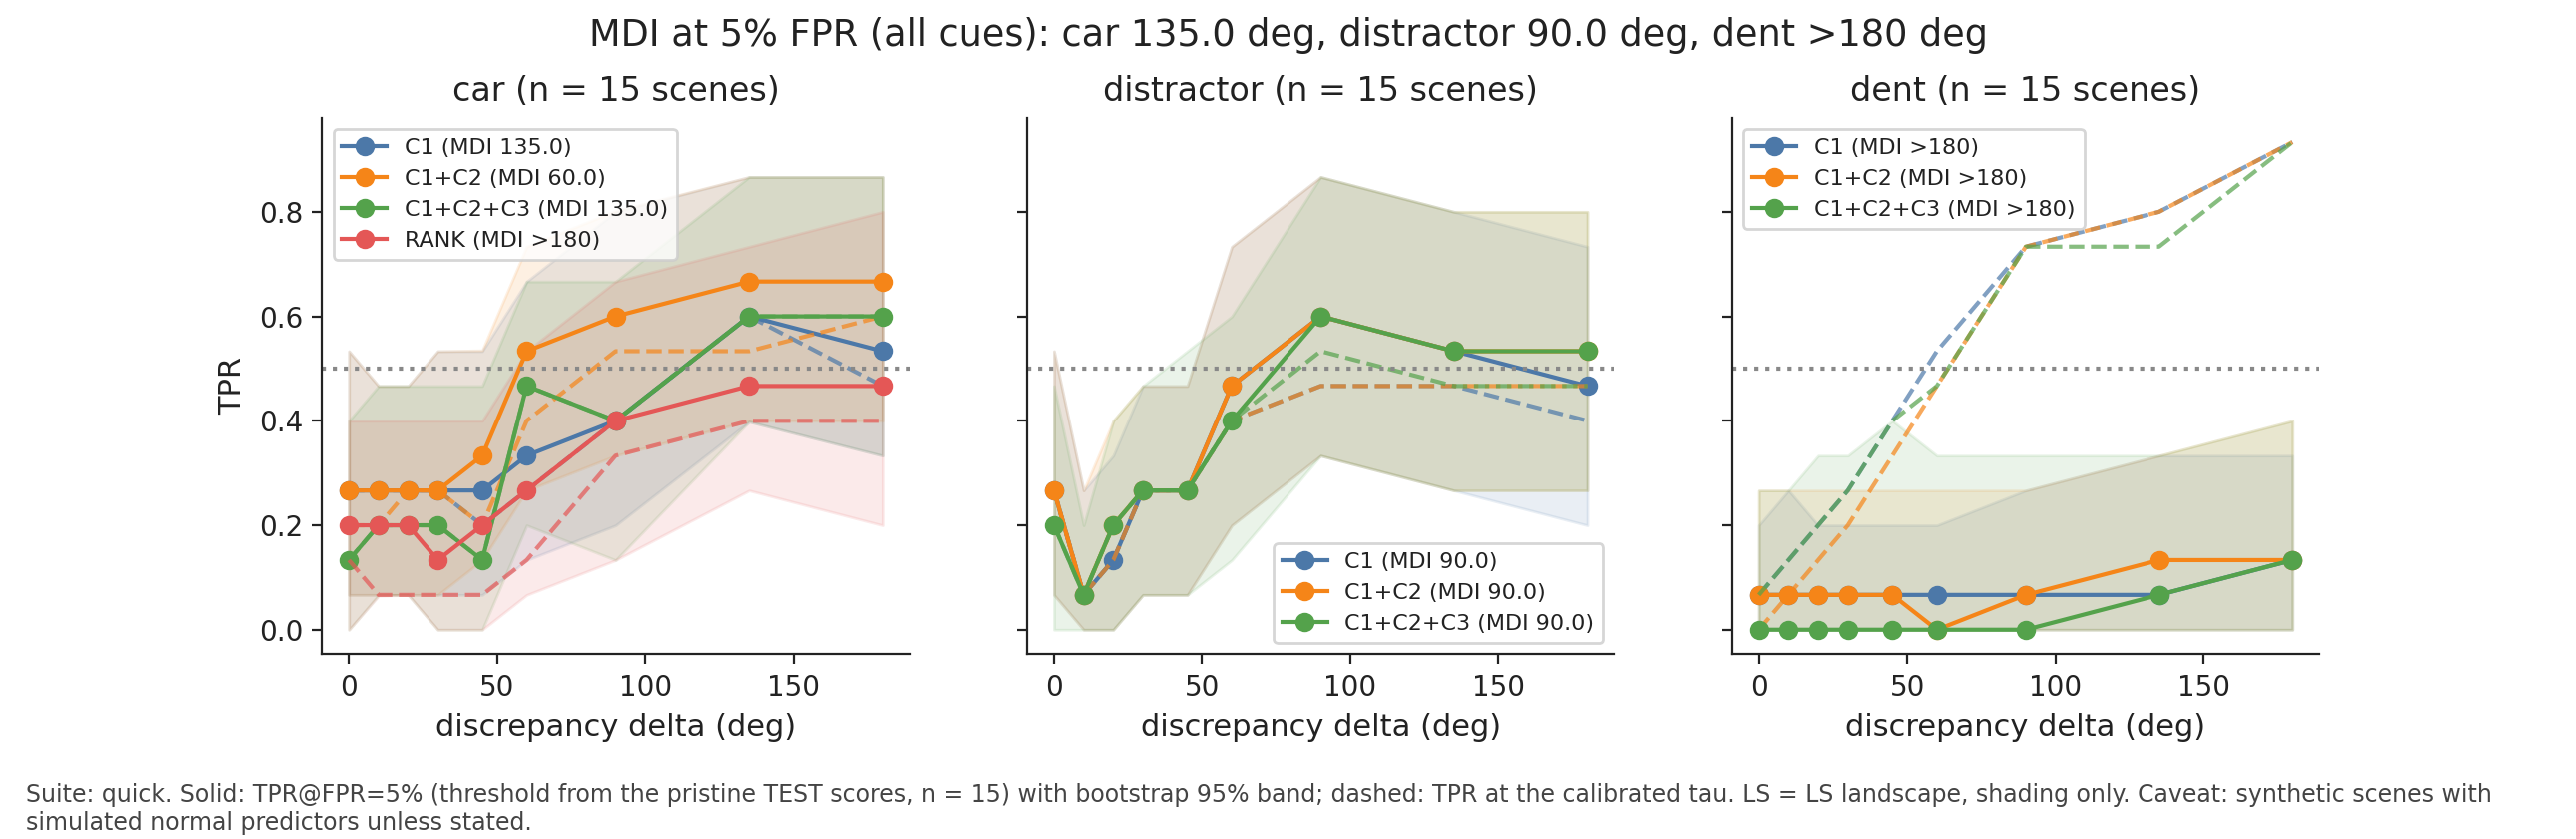 MDI at 5% FPR (all cues): car 135.0 deg, distractor 90.0 deg, dent >180 deg
car (n = 15 scenes)
distractor (n = 15 scenes)
dent (n = 15 scenes)
TPR
0.8
0.6
0.4
0.2
0.0
C1 (MDI 135.0)
C1+C2 (MDI 60.0)
C1+C2+C3 (MDI 135.0)
RANK (MDI >180)
0 50 100 150
discrepancy delta (deg)
C1 (MDI 90.0)
C1+C2 (MDI 90.0)
C1+C2+C3 (MDI 90.0)
0 50 100 150
discrepancy delta (deg)
C1 (MDI >180)
C1+C2 (MDI >180)
C1+C2+C3 (MDI >180)
0 50 100 150
discrepancy delta (deg)
Suite: quick. Solid: TPR@FPR=5% (threshold from the pristine TEST scores, n = 15) with bootstrap 95% band; dashed: TPR at the calibrated tau. LS = LS landscape, shading only. Caveat: synthetic scenes with
simulated normal predictors unless stated.